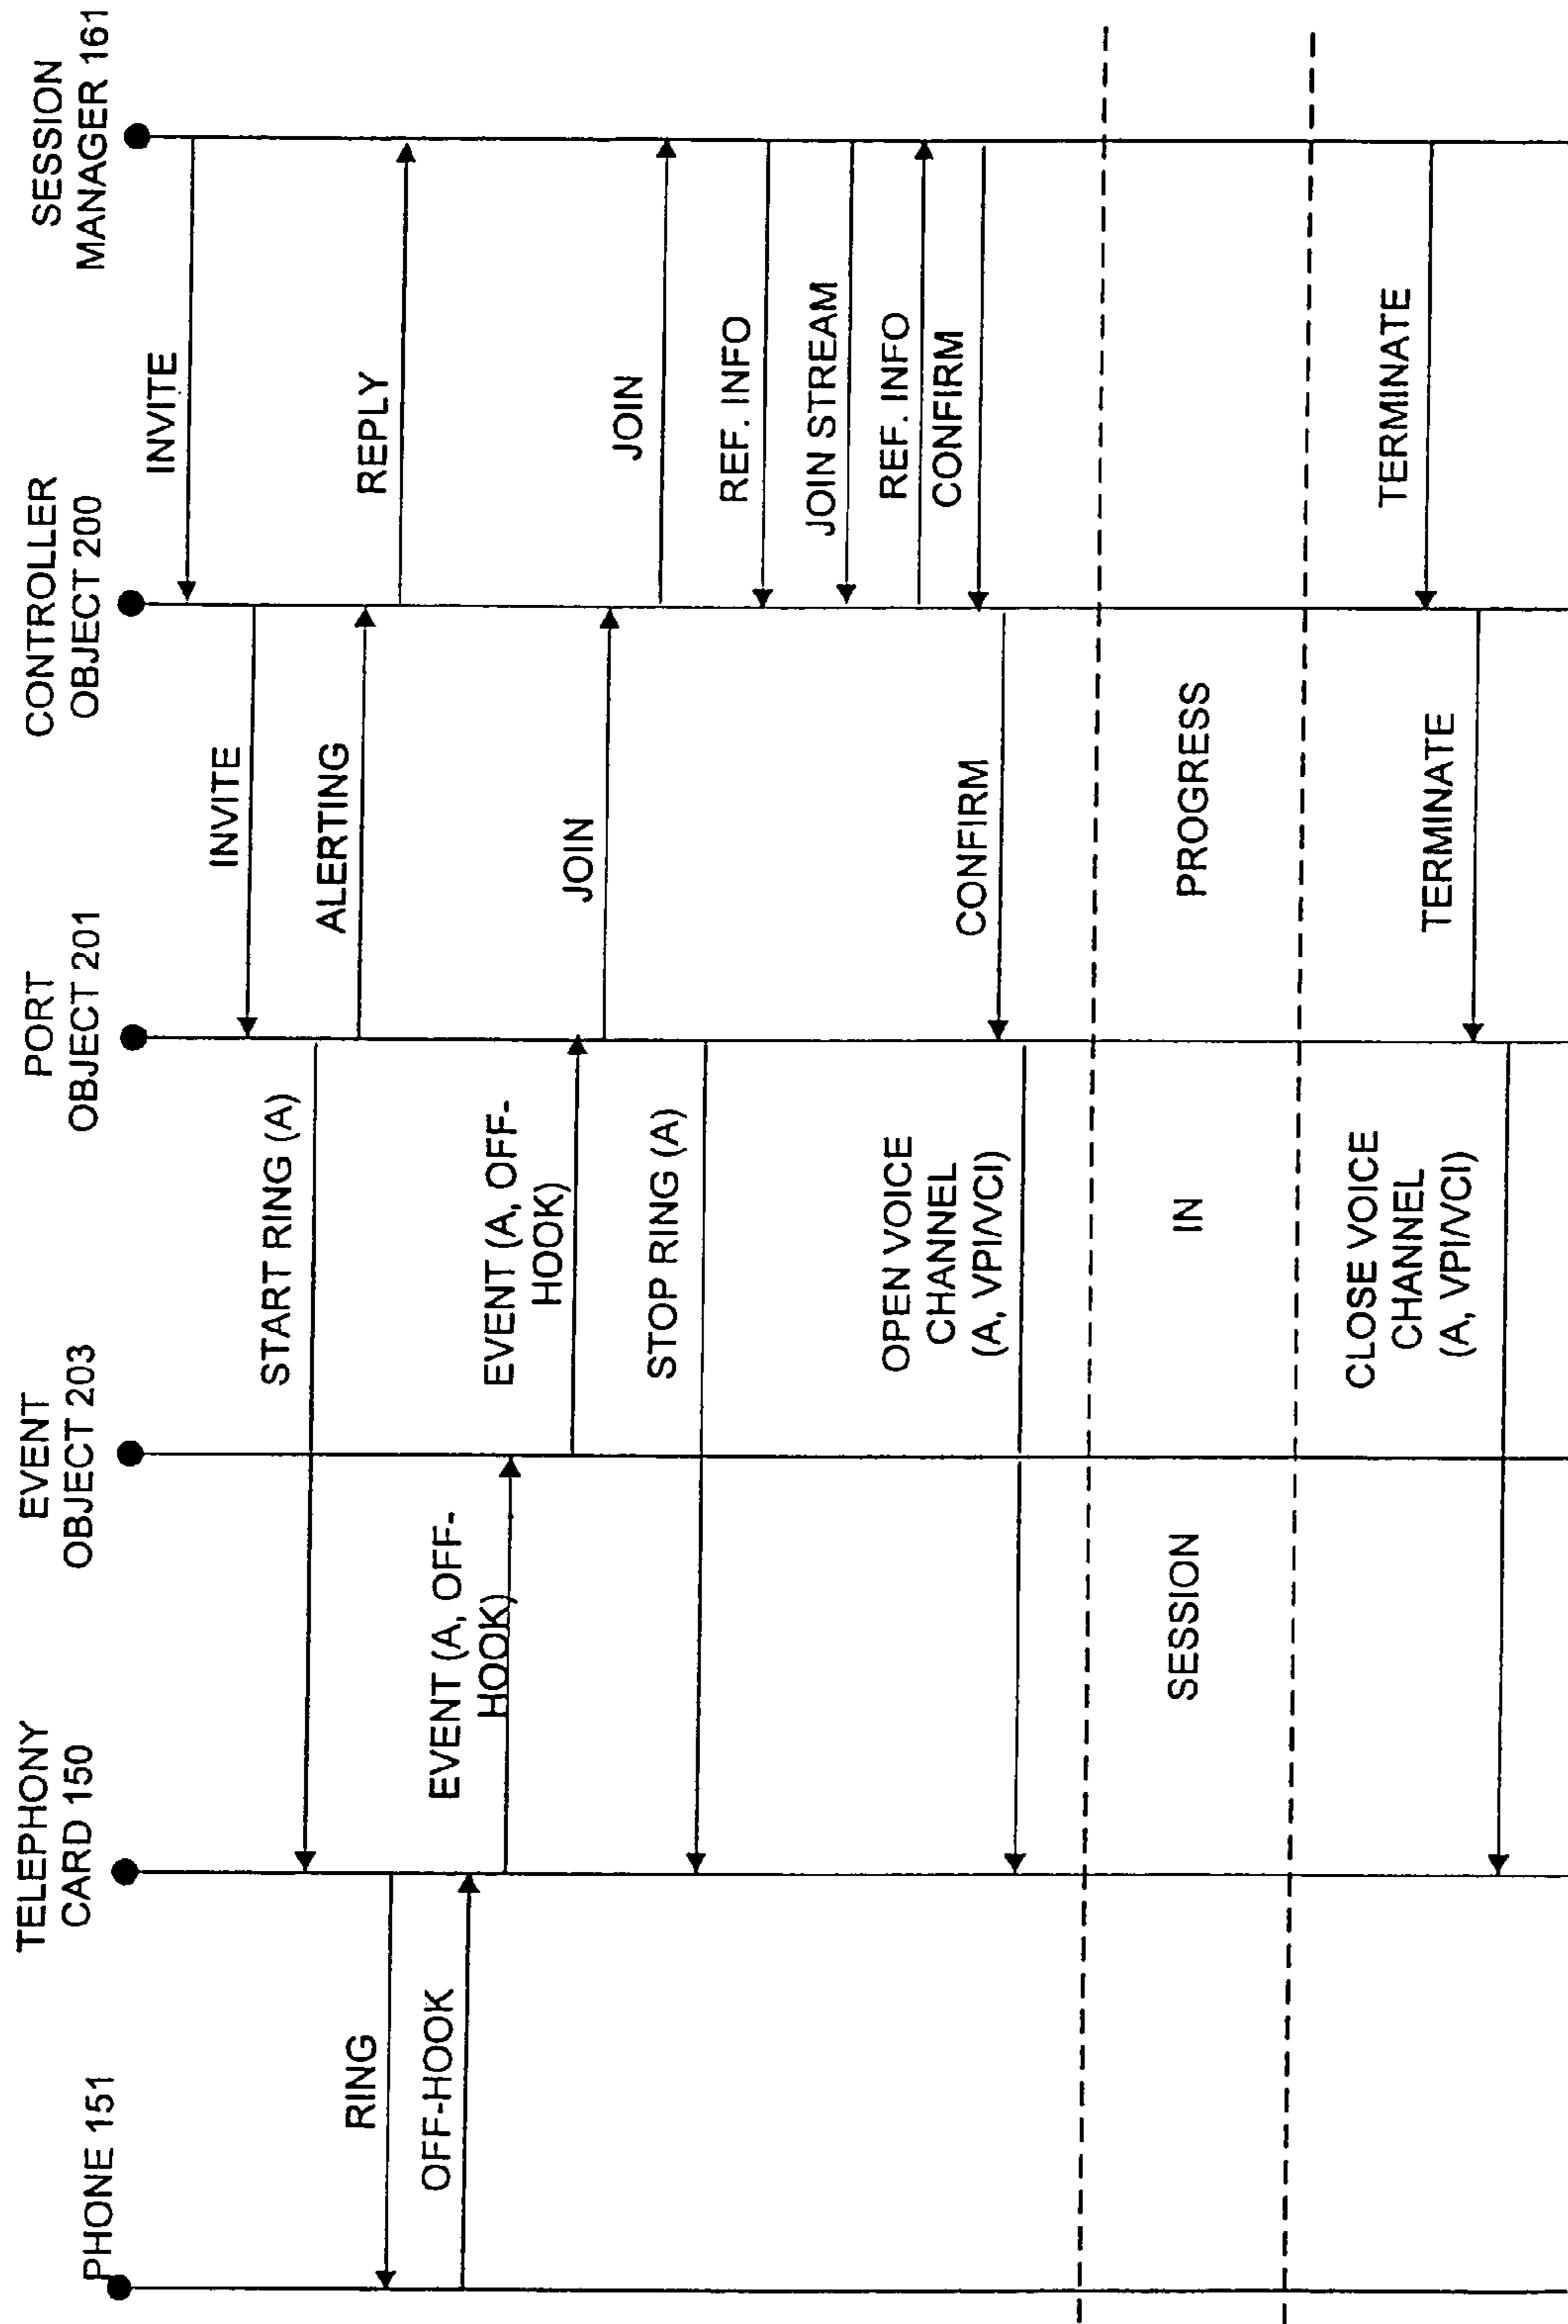 PHONE 151
TELEPHONY
CARD 150
EVENT
OBJECT 203
PORT
OBJECT 201
CONTROLLER
OBJECT 200
SESSION
MANAGER 161
INVITE
INVITE
START RING (A)
ALERTING
RING
REPLY
OFF-HOOK
EVENT (A, OFF-
HOOK)
EVENT (A, OFF-
HOOK)
JOIN
JOIN
STOP RING (A)
REF. INFO
JOIN STREAM
REF. INFO
CONFIRM
CONFIRM
OPEN VOICE
CHANNEL
(A, VPI/VCI)
SESSION
IN
PROGRESS
TERMINATE
TERMINATE
CLOSE VOICE
CHANNEL
(A, VPI/VCI)